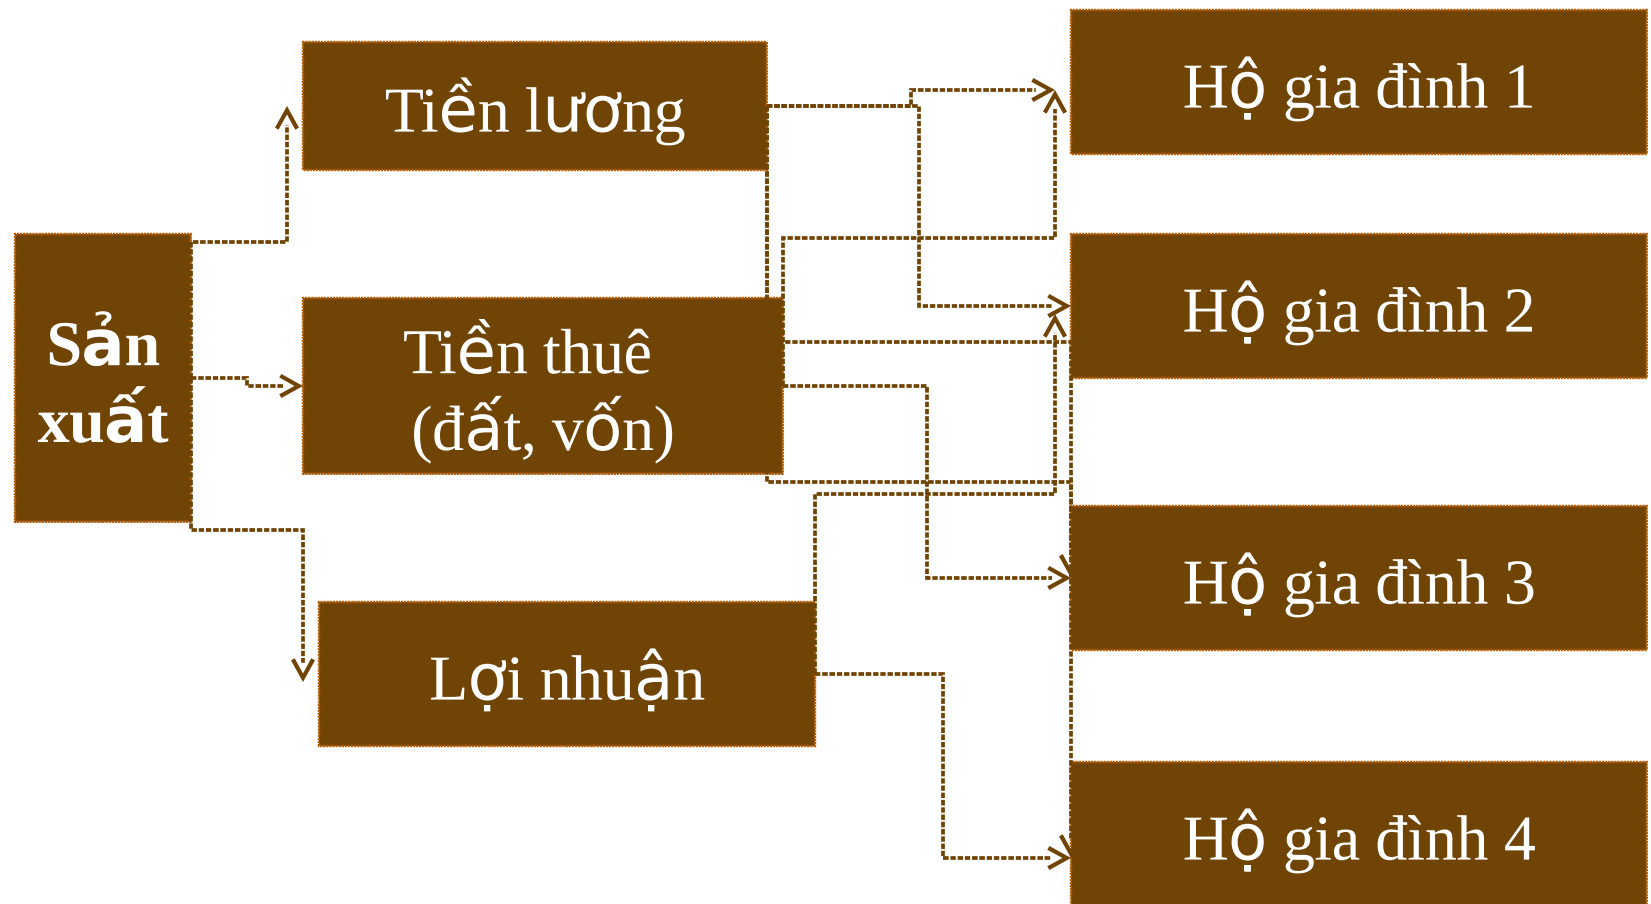 Sản
xuất
Tiền lương
Tiền thuê
(đất, vốn)
Lợi nhuận
Hộ gia đình 1
Hộ gia đình 2
Hộ gia đình 3
Hộ gia đình 4